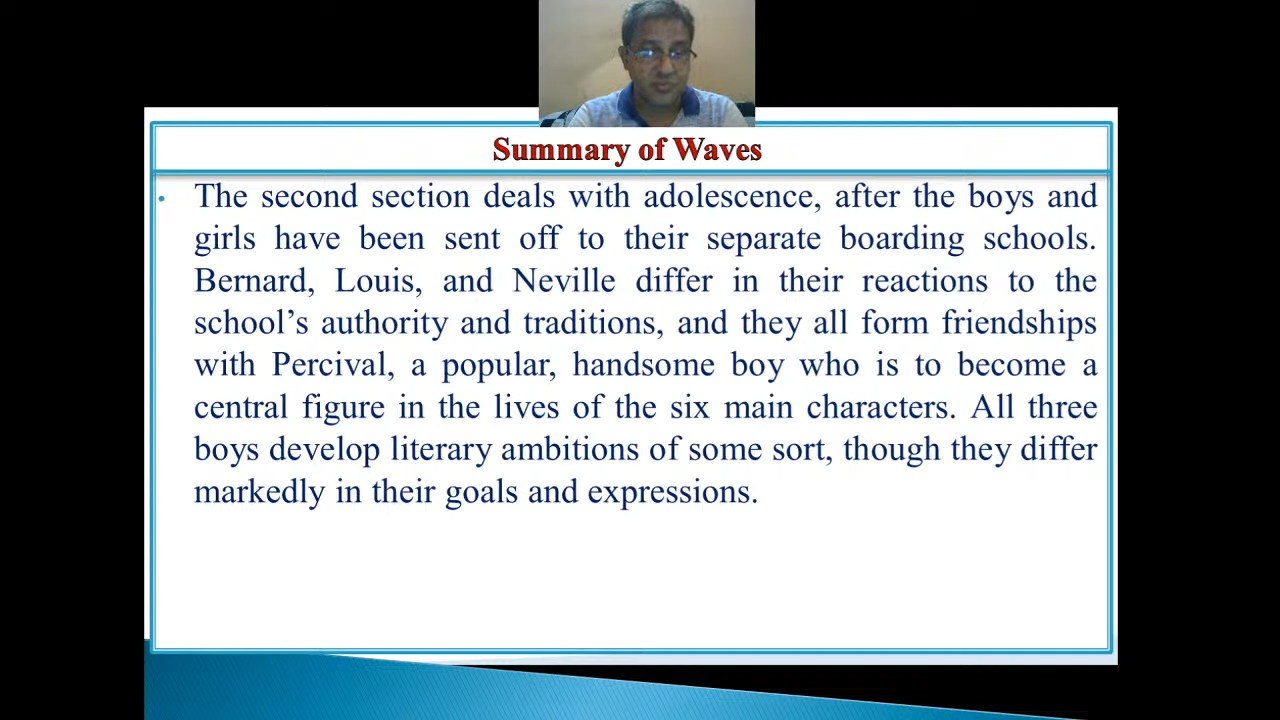 Summary of Waves
• The second section deals with adolescence, after the boys and
girls have been sent off to their separate boarding schools.
Bernard, Louis, and Neville differ in their reactions to the
school’s authority and traditions, and they all form friendships
with Percival, a popular, handsome boy who is to become a
central figure in the lives of the six main characters. All three
boys develop literary ambitions of some sort, though they differ
markedly in their goals and expressions.